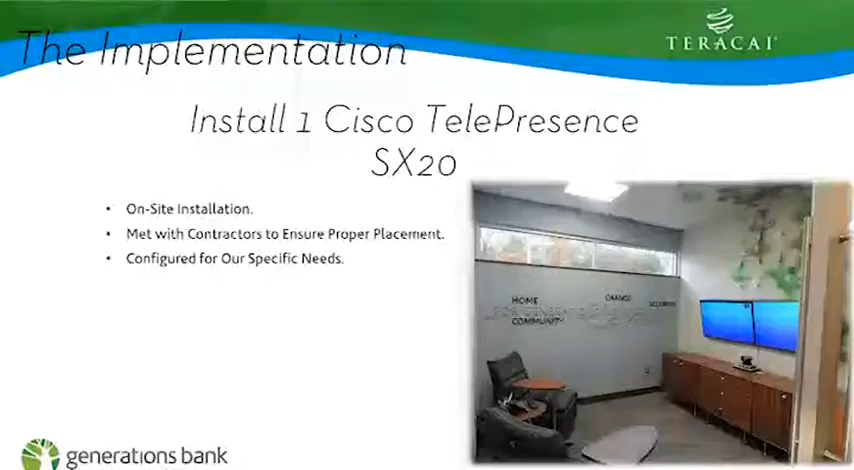 The Implementation
TERACAI
Install 1 Cisco TelePresence
SX20
• On-Site Installation.
• Met with Contractors to Ensure Proper Placement.
• Configured for Our Specific Needs.
HOME
CHANGE
COMMUNITY
generations bank